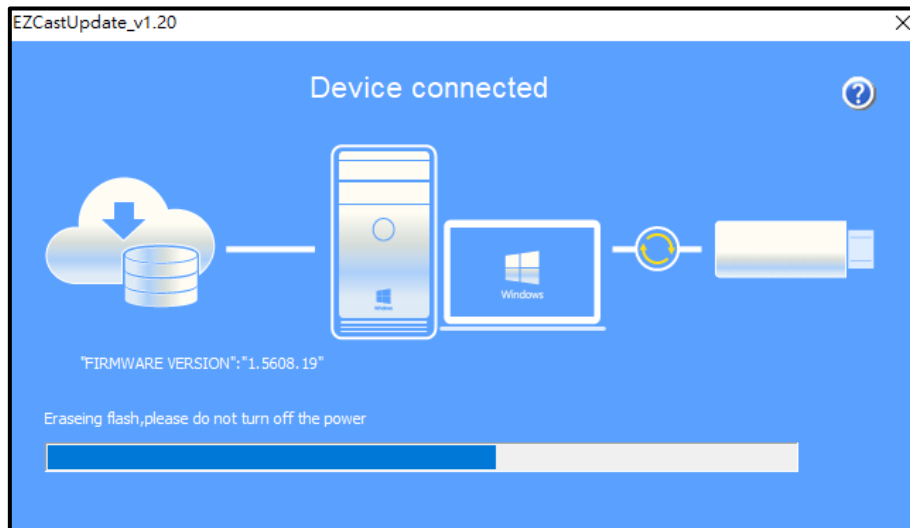 EZCastUpdate_v1.20
Device connected
?
Windows
Windows
"FIRMWARE VERSION":"1.5608.19"
Eraseing flash,please do not turn off the power